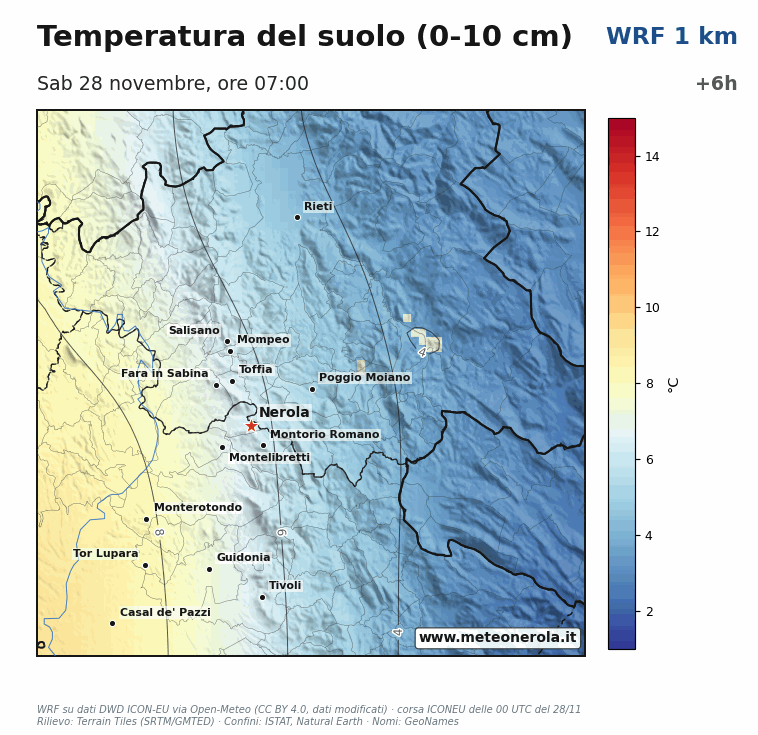 Temperatura del suolo (0-10 cm)
WRF 1 km
Sab 28 novembre, ore 07:00
+6h
Rieti
Salisano
Mompeo
Toffia
Fara in Sabina
Poggio Moiano
Nerola
Montorio Romano
Montelibretti
Monterotondo
Tor Lupara
Guidonia
Tivoli
Casal de' Pazzi
4
8
6
4
www.meteonerola.it
14
12
10
8
6
4
2
°C
WRF su dati DWD ICON-EU via Open-Meteo (CC BY 4.0, dati modificati) · corsa ICONEU delle 00 UTC del 28/11
Rilievo: Terrain Tiles (SRTM/GMTED) · Confini: ISTAT, Natural Earth · Nomi: GeoNames